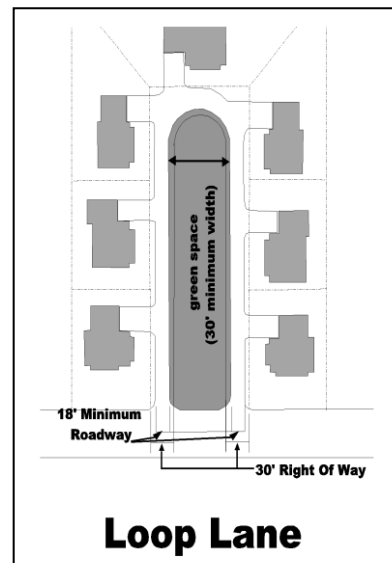 green space
(30' minimum width)
18' Minimum
Roadway
30' Right Of Way
Loop Lane